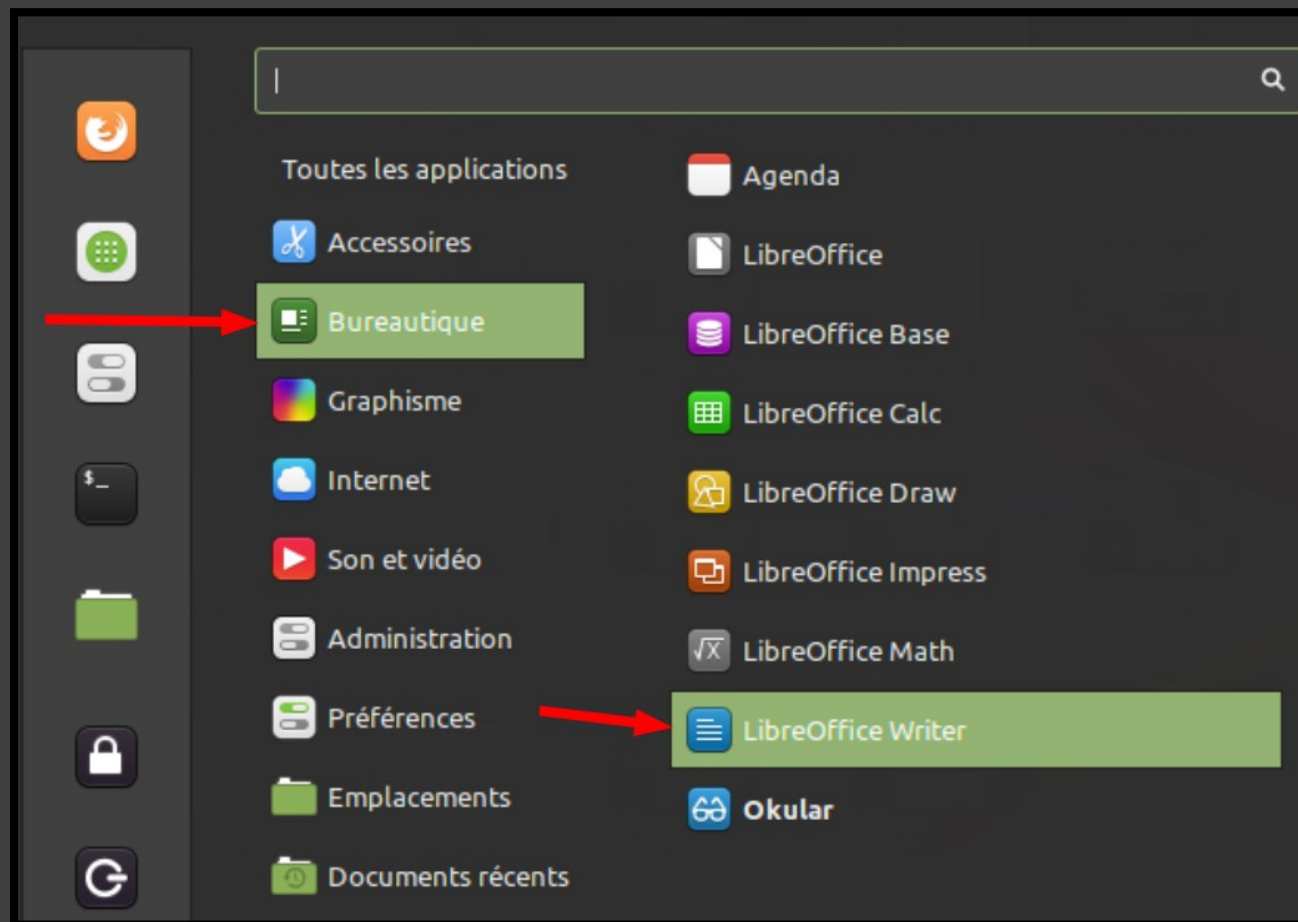 Toutes les applications
Accessoires
Bureautique
Graphisme
Internet
Son et vidéo
Administration
Préférences
Emplacements
Documents récents
Agenda
LibreOffice
LibreOffice Base
LibreOffice Calc
LibreOffice Draw
LibreOffice Impress
√X LibreOffice Math
LibreOffice Writer
Okular
$_